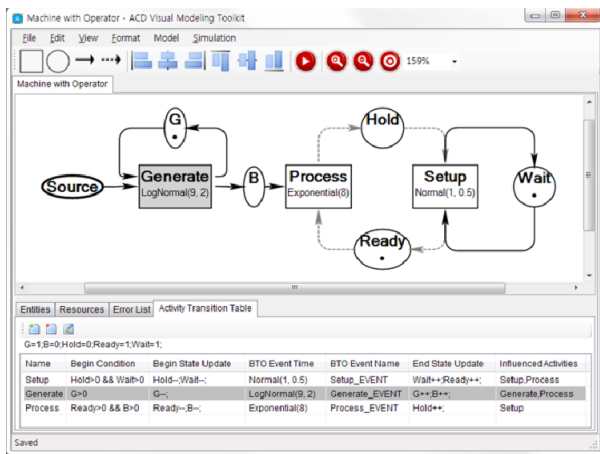 Machine with Operator - ACD Visual Modeling Toolkit
File Edit View Format Model Simulation
159%
Machine with Operator
G
Hold
Source
Generate
LogNormal(9, 2)
B
Process
Exponential(8)
Setup
Normal(1, 0.5)
Wait
Ready
Entities Resources Error List Activity Transition Table
G=1;B=0;Hold=0;Ready=1;Wait=1;
Name Begin Condition Begin State Update BTO Event Time BTO Event Name End State Update Influenced Activities
Setup Hold>0 && Wait>0 Hold--;Wait--; Normal(1, 0.5) Setup_EVENT Wait++;Ready++; Setup,Process
Generate G>0 G--; LogNormal(9, 2) Generate_EVENT G++;B++; Generate,Process
Process Ready>0 && B>0 Ready--;B--; Exponential(8) Process_EVENT Hold++; Setup
Saved